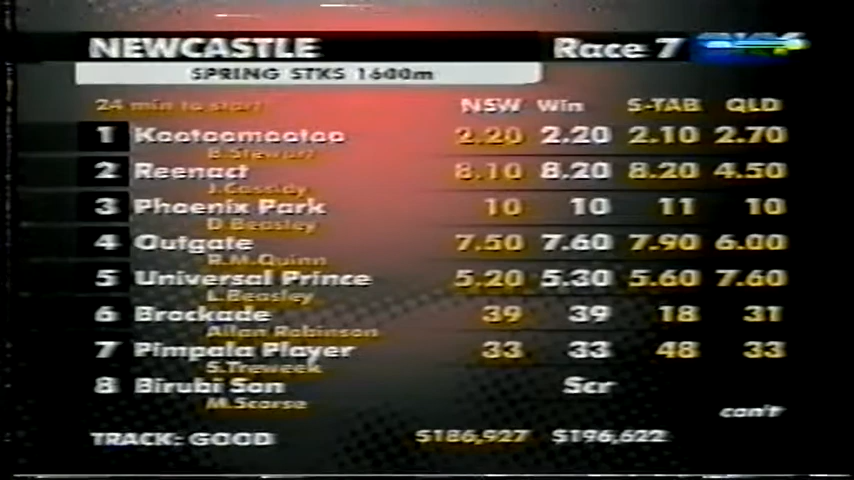 NEWCASTLE Race 7
SPRING STKS 1600m
24 min to start NSW Win S-TAB QLD
1 Kaataamaataa 2.20 2.20 2.10 2.70
B.Stewart
2 Reenact 8.10 8.20 8.20 4.50
J.Cassidy
3 Phoenix Park 10 10 11 10
D.Beasley
4 Outgate 7.50 7.60 7.90 6.00
R.M.Quinn
5 Universal Prince 5.20 5.30 5.60 7.60
L.Beasley
6 Brockade 39 39 18 31
Allan Robinson
7 Pimpala Player 33 33 48 33
S.Treweek
8 Birubi Son Scr
M.Scorse
can't
TRACK: GOOD $186,927 $196,622